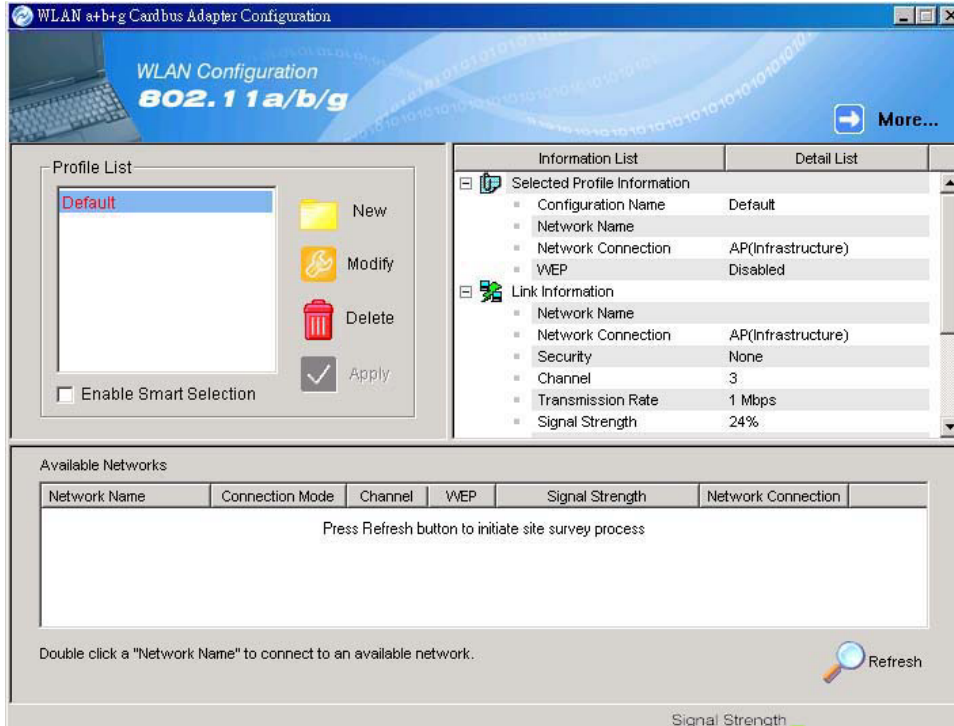 WLAN a+b+g Cardbus Adapter Configuration
WLAN Configuration
802.11a/b/g
More...
Profile List
Default
New
Modify
Delete
Apply
Enable Smart Selection
Information List Detail List
Selected Profile Information
Configuration Name Default
Network Name
Network Connection AP(Infrastructure)
WEP Disabled
Link Information
Network Name
Network Connection AP(Infrastructure)
Security None
Channel 3
Transmission Rate 1 Mbps
Signal Strength 24%
Available Networks
Network Name Connection Mode Channel WEP Signal Strength Network Connection
Press Refresh button to initiate site survey process
Double click a "Network Name" to connect to an available network.
Refresh
Signal Strength